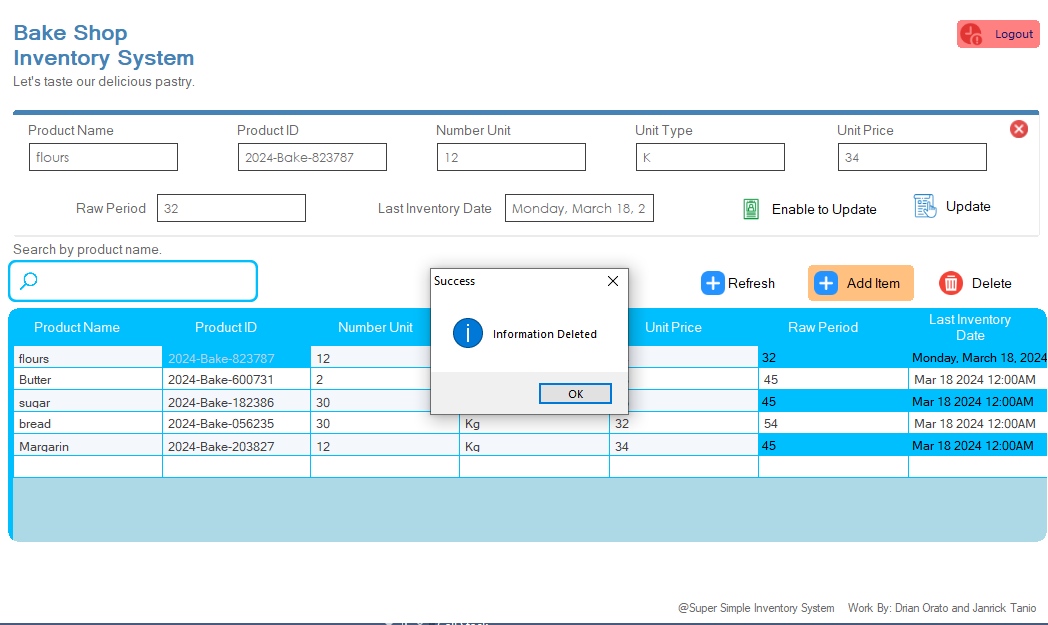 Bake Shop
Inventory System
Let's taste our delicious pastry.
Logout
Product Name Product ID Number Unit Unit Type Unit Price
flours 2024-Bake-823787 12 K 34
Raw Period 32 Last Inventory Date Monday, March 18, 2 Enable to Update Update
Search by product name.
Refresh Add Item Delete
Success
Information Deleted
OK
Product Name Product ID Number Unit Unit Price Raw Period Last Inventory Date
flours 2024-Bake-823787 12 32 Monday, March 18, 2024
Butter 2024-Bake-600731 2 45 Mar 18 2024 12:00AM
sugar 2024-Bake-182386 30 45 Mar 18 2024 12:00AM
bread 2024-Bake-056235 30 Kg 32 54 Mar 18 2024 12:00AM
Margarin 2024-Bake-203827 12 Kg 34 45 Mar 18 2024 12:00AM
@Super Simple Inventory System Work By: Drian Orato and Janrick Tanio